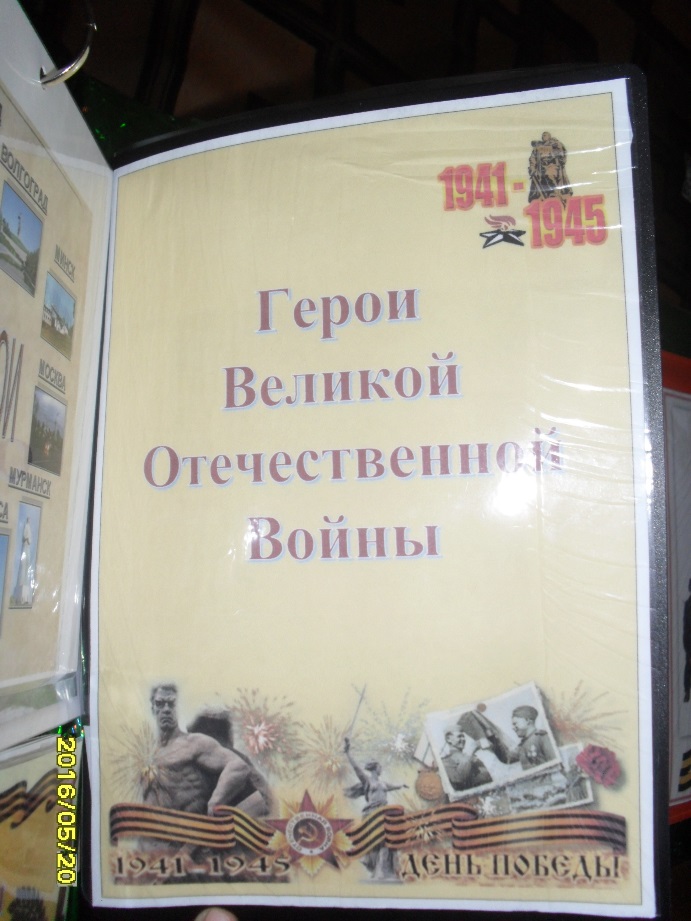 ВОЛГОГРАД
МИНСК
МОСКВА
МУРМАНСК
1941-
1945
Герои
Великой
Отечественной
Войны
1941-1945
ДЕНЬ ПОБЕДЫ
2016/05/20